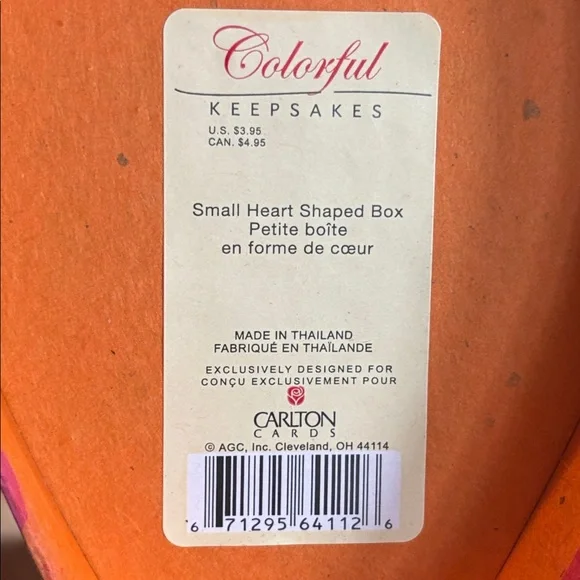 Colorful
KEEPSAKES
U.S. $3.95
CAN. $4.95
Small Heart Shaped Box
Petite boîte
en forme de cœur
MADE IN THAILAND
FABRIQUÉ EN THAÏLANDE
EXCLUSIVELY DESIGNED FOR
CONÇU EXCLUSIVEMENT POUR
CARLTON
CARDS
© AGC, Inc. Cleveland, OH 44114
6 71295 64112 6